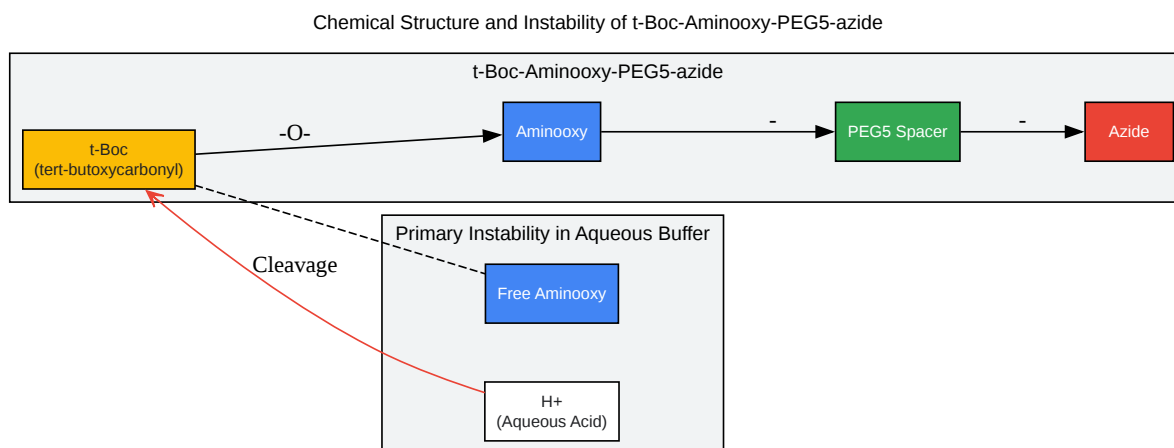 Chemical Structure and Instability of t-Boc-Aminooxy-PEG5-azide
t-Boc-Aminooxy-PEG5-azide
t-Boc
(tert-butoxycarbonyl)
-O-
Aminooxy
-
PEG5 Spacer
-
Azide
Primary Instability in Aqueous Buffer
Cleavage
Free Aminooxy
H+
(Aqueous Acid)